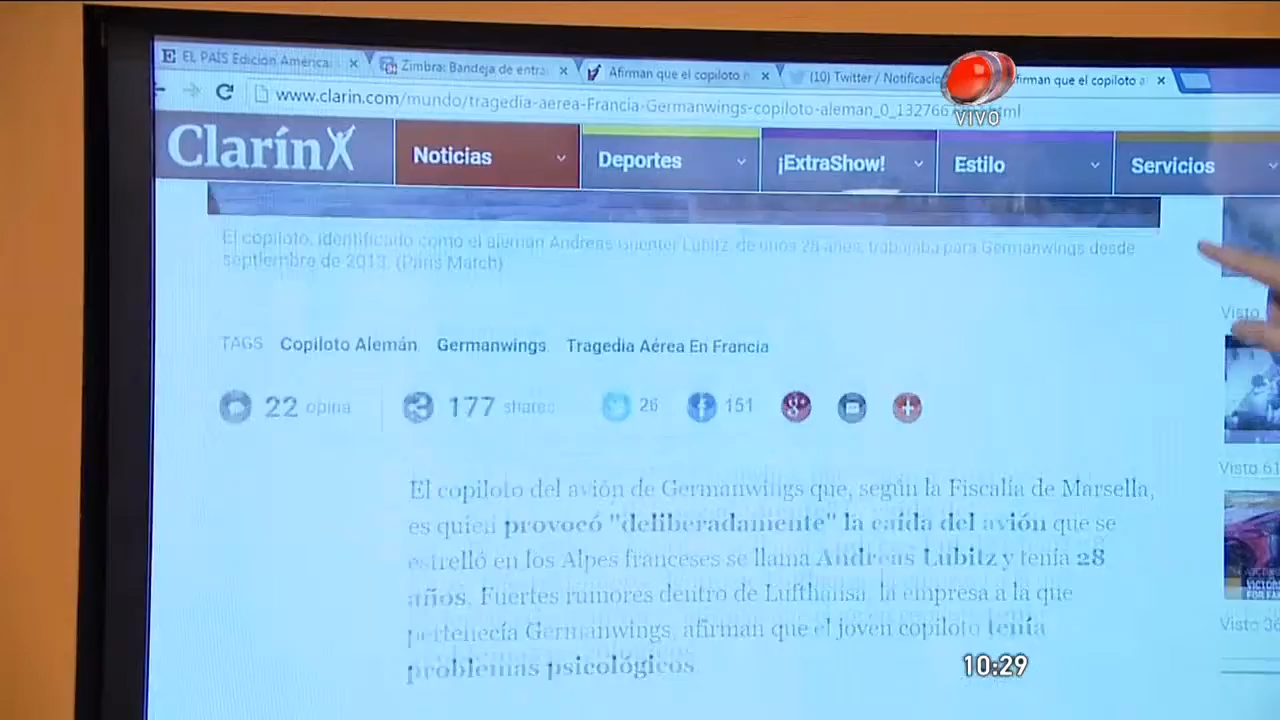 EL PAÍS Edición América:
Zimbra: Bandeja de entra
Afirman que el copiloto
(10) Twitter / Notificacio
firman que el copiloto a
www.clarin.com/mundo/tragedia-aerea-Francia-Germanwings-copiloto-aleman_0_132766
html
VIVO
Clarín
Noticias
Deportes
¡ExtraShow!
Estilo
Servicios
El copiloto, identificado como el alemán Andreas Guenter Lubitz, de unos 28 años, trabajaba para Germanwings desde
septiembre de 2013. (Paris Match)
Visto
TAGS Copiloto Alemán Germanwings Tragedia Aérea En Francia
22 opina
177 shares
26
151
Visto 61
El copiloto del avión de Germanwings que, según la Fiscalía de Marsella,
es quien provocó "deliberadamente" la caída del avión que se
estrelló en los Alpes franceses se llama Andreas Lubitz y tenía 28
años. Fuertes rumores dentro de Lufthansa, la empresa a la que
pertenecía Germanwings, afirman que el joven copiloto tenía
problemas psicológicos.
Visto 36
10:29